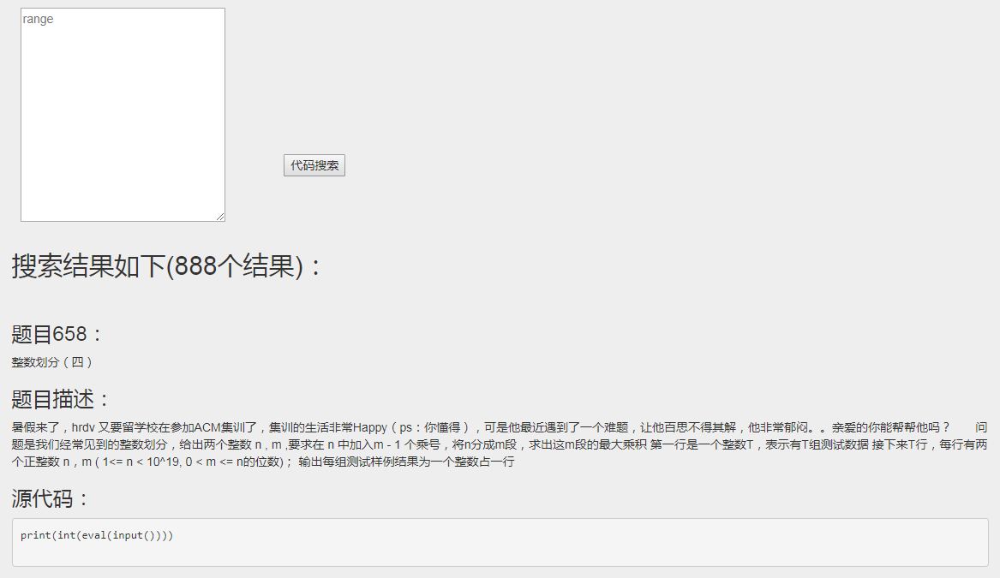 range
代码搜索
搜索结果如下(888个结果)：
题目658：
整数划分（四）
题目描述：
暑假来了，hrdv 又要留学校在参加ACM集训了，集训的生活非常Happy（ps：你懂得），可是他最近遇到了一个难题，让他百思不得其解，他非常郁闷。。亲爱的你能帮帮他吗？ 问
题是我们经常见到的整数划分，给出两个整数 n , m ,要求在 n 中加入m - 1 个乘号，将n分成m段，求出这m段的最大乘积 第一行是一个整数T，表示有T组测试数据 接下来T行，每行有两
个正整数 n，m ( 1<= n < 10^19, 0 < m <= n的位数)； 输出每组测试样例结果为一个整数占一行
源代码：
print(int(eval(input())))